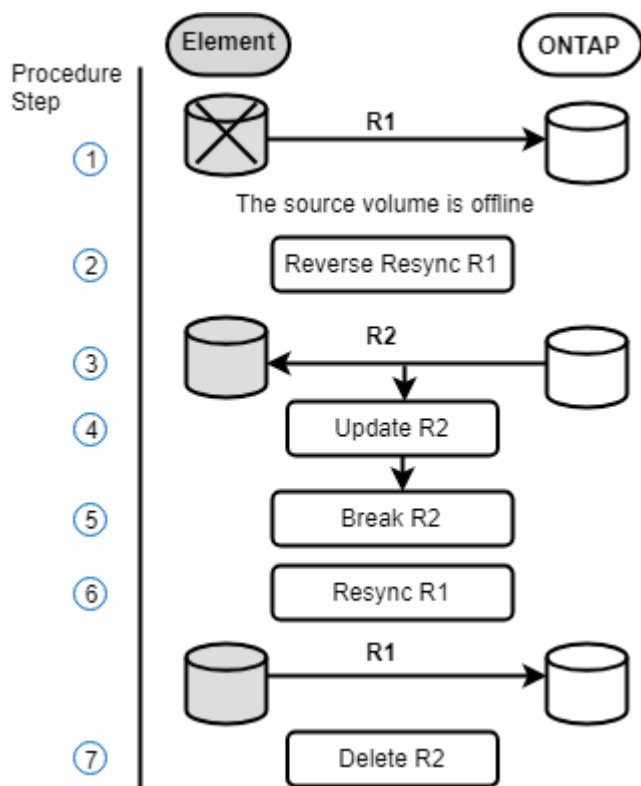 Element
ONTAP
Procedure
Step
R1
1
The source volume is offline
2
Reverse Resync R1
R2
3
4
Update R2
5
Break R2
6
Resync R1
R1
7
Delete R2